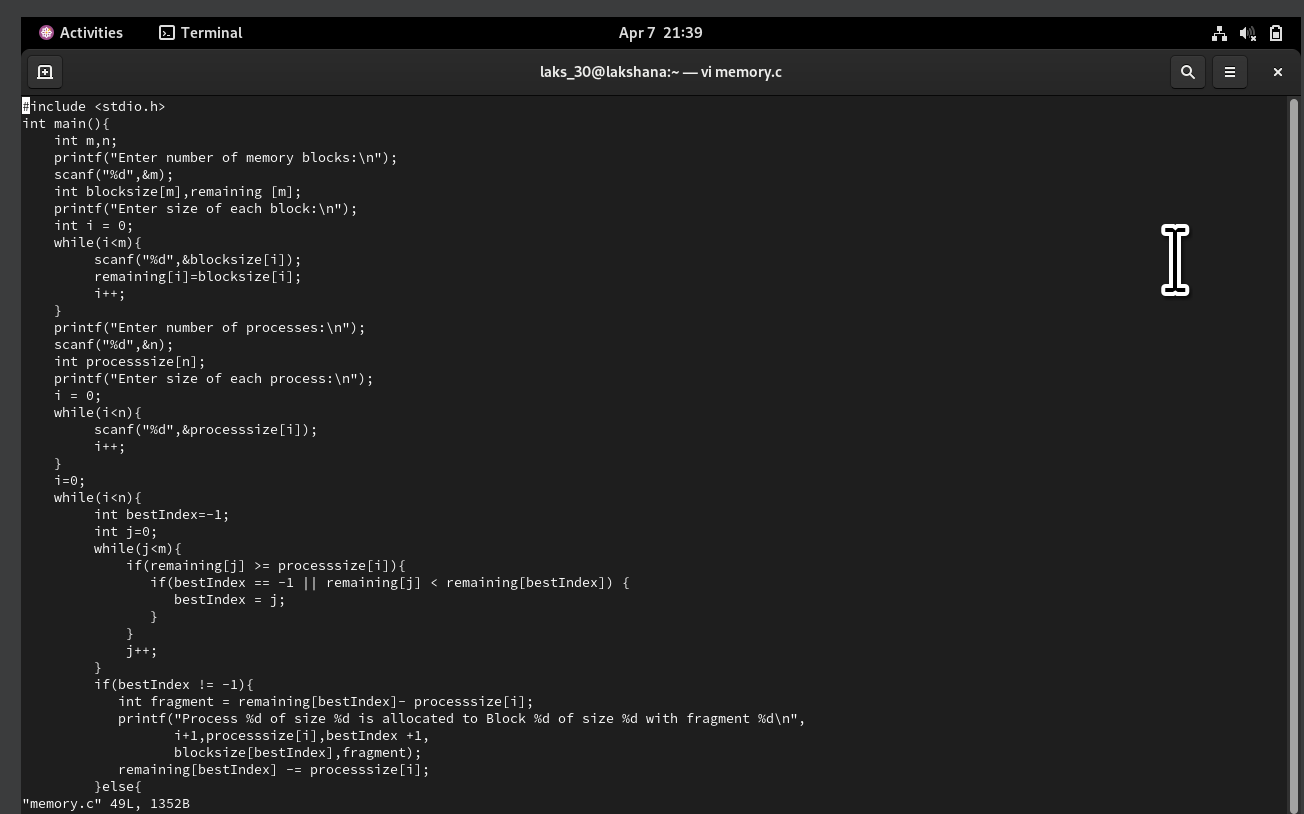 Activities Terminal Apr 7 21:39
laks_30@lakshana:~ — vi memory.c
#include <stdio.h>
int main(){
    int m,n;
    printf("Enter number of memory blocks:\n");
    scanf("%d",&m);
    int blocksize[m],remaining [m];
    printf("Enter size of each block:\n");
    int i = 0;
    while(i<m){
         scanf("%d",&blocksize[i]);
         remaining[i]=blocksize[i];
         i++;
    }
    printf("Enter number of processes:\n");
    scanf("%d",&n);
    int processsize[n];
    printf("Enter size of each process:\n");
    i = 0;
    while(i<n){
         scanf("%d",&processsize[i]);
         i++;
    }
    i=0;
    while(i<n){
         int bestIndex=-1;
         int j=0;
         while(j<m){
             if(remaining[j] >= processsize[i]){
                if(bestIndex == -1 || remaining[j] < remaining[bestIndex]) {
                   bestIndex = j;
                }
             }
             j++;
         }
         if(bestIndex != -1){
            int fragment = remaining[bestIndex]- processsize[i];
            printf("Process %d of size %d is allocated to Block %d of size %d with fragment %d\n",
                   i+1,processsize[i],bestIndex +1,
                   blocksize[bestIndex],fragment);
            remaining[bestIndex] -= processsize[i];
         }else{
"memory.c" 49L, 1352B